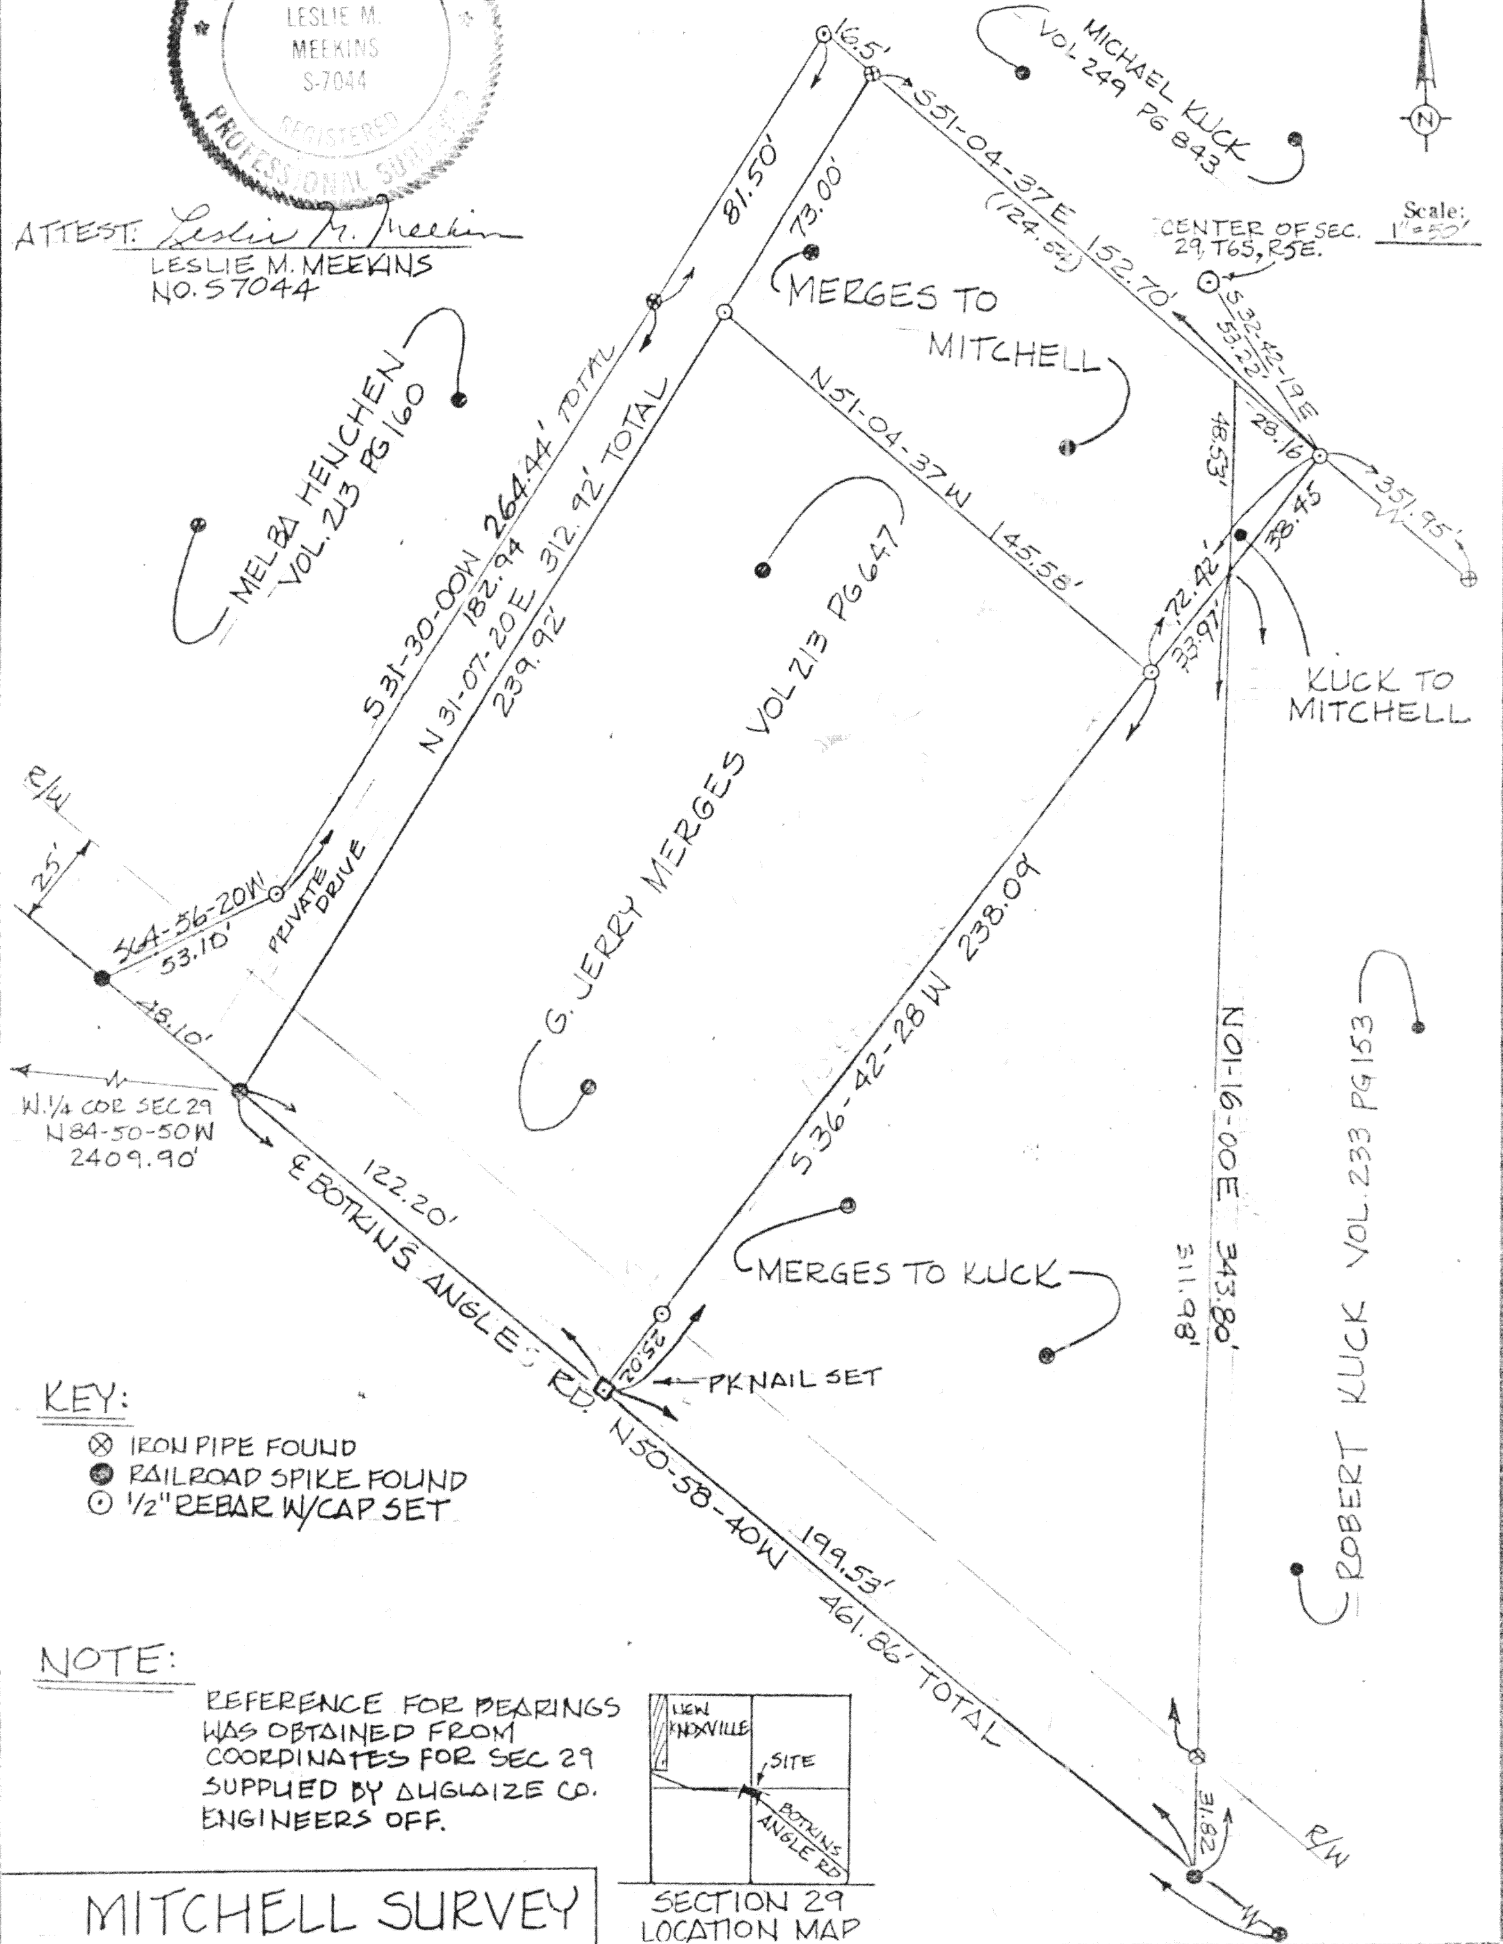 LESLIE M.
MEEKINS
S-7044
REGISTERED
PROFESSIONAL
ATTEST: Leslie M. Meekins
LESLIE M. MEEKINS
NO. S7044
16.5'
MICHAEL KUCK
VOL 249 PG 843
N
Scale:
1"=50'
S51-04-37E 152.70'
(124.54)
CENTER OF SEC.
29, T6S, R5E.
S32-42-19E
53.22'
28.16
351.95'
81.50'
73.00'
MERGES TO
MITCHELL
MELBA HENCHEN
VOL. 213 PG 160
S31-30-00W 264.44' TOTAL
182.94
N 31-07-20E 312.92' TOTAL
239.92'
N51-04-37W 145.58'
48.53'
38.45
72.42'
33.97'
KUCK TO
MITCHELL
G. JERRY MERGES VOL 213 PG 647
R/W
25'
S64-56-20W
53.10'
PRIVATE
DRIVE
48.10'
W. 1/4 COR SEC 29
N84-50-50W
2409.90'
S36-42-28W 238.09'
N01-16-00E 343.80'
311.98'
ROBERT KUCK VOL. 233 PG 153
122.20'
℄ BOTKINS ANGLE RD.
MERGES TO KUCK
25.02
PK NAIL SET
N50-58-40W
199.53'
461.86' TOTAL
KEY:
⊗ IRON PIPE FOUND
● RAILROAD SPIKE FOUND
⊙ 1/2" REBAR W/CAP SET
NOTE:
REFERENCE FOR BEARINGS
WAS OBTAINED FROM
COORDINATES FOR SEC 29
SUPPLIED BY AUGLAIZE CO.
ENGINEERS OFF.
NEW
KNOXVILLE
SITE
BOTKINS
ANGLE RD
31.82
R/W
SECTION 29
LOCATION MAP
MITCHELL SURVEY